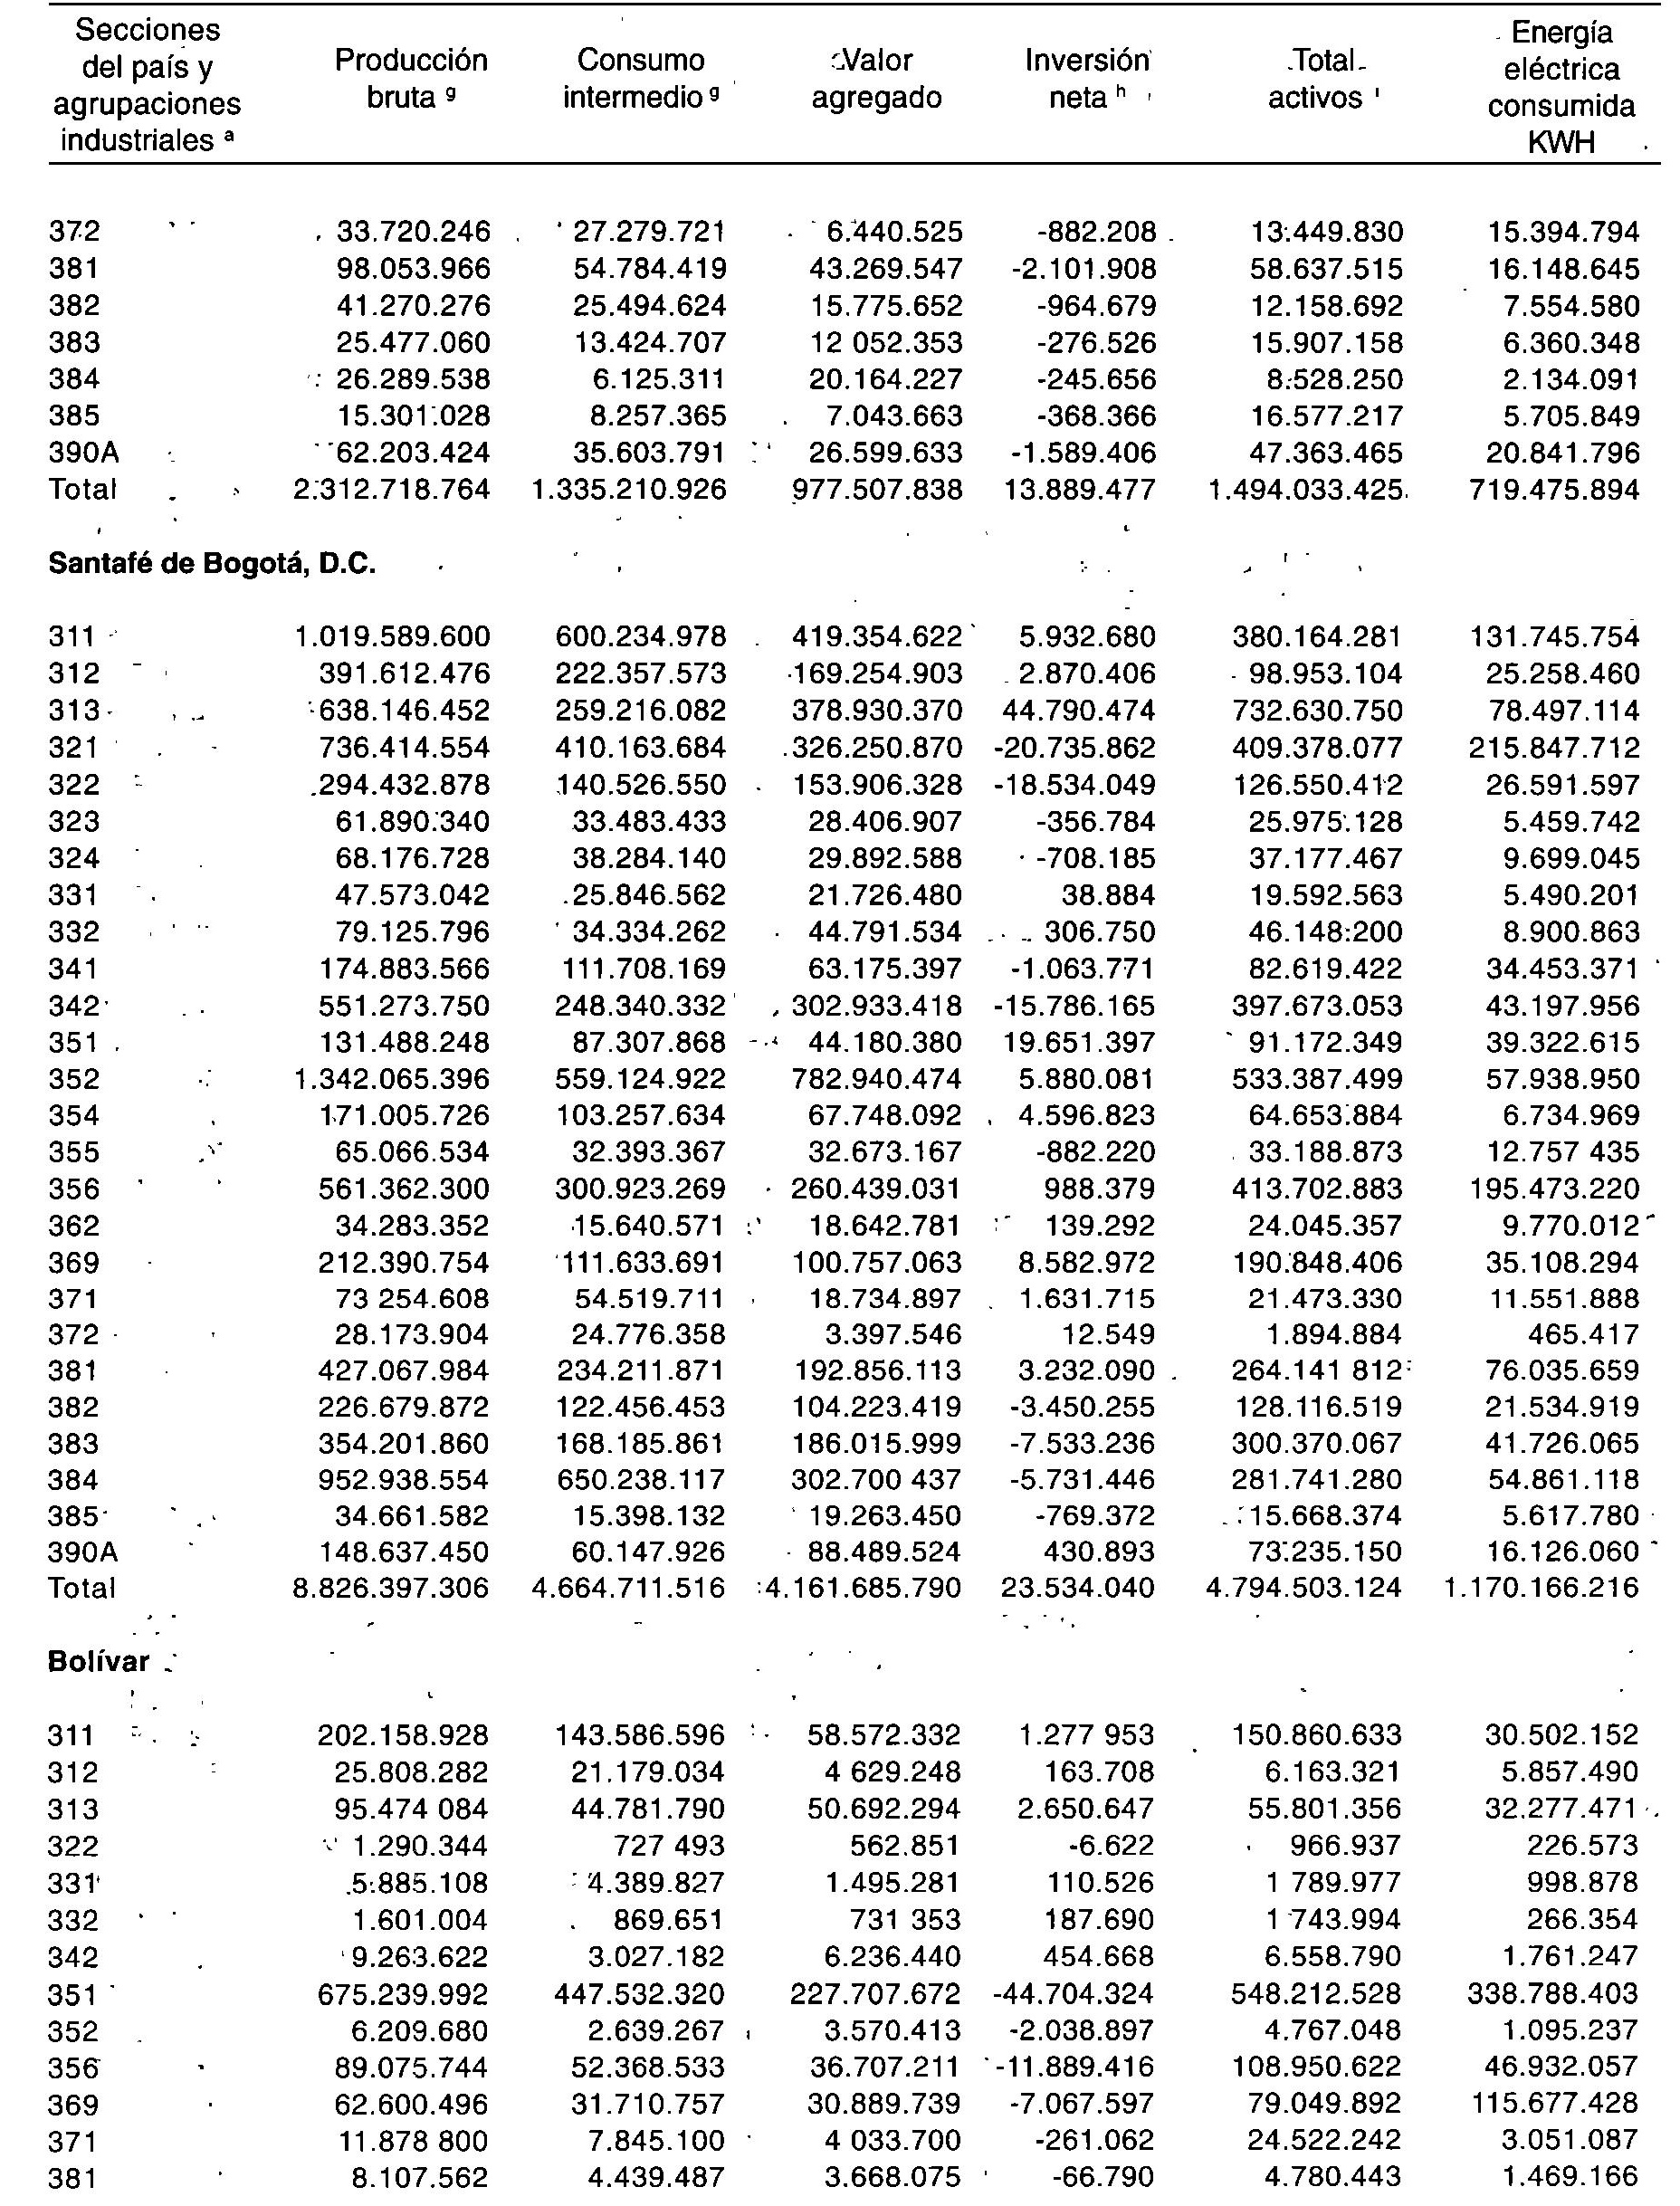 Secciones del país y agrupaciones industriales a Producción bruta g Consumo intermedio g Valor agregado Inversión neta h Total activos i Energía eléctrica consumida KWH
372 33.720.246 27.279.721 6.440.525 -882.208 13.449.830 15.394.794
381 98.053.966 54.784.419 43.269.547 -2.101.908 58.637.515 16.148.645
382 41.270.276 25.494.624 15.775.652 -964.679 12.158.692 7.554.580
383 25.477.060 13.424.707 12 052.353 -276.526 15.907.158 6.360.348
384 26.289.538 6.125.311 20.164.227 -245.656 8.528.250 2.134.091
385 15.301.028 8.257.365 7.043.663 -368.366 16.577.217 5.705.849
390A 62.203.424 35.603.791 26.599.633 -1.589.406 47.363.465 20.841.796
Total 2.312.718.764 1.335.210.926 977.507.838 13.889.477 1.494.033.425 719.475.894
Santafé de Bogotá, D.C.
311 1.019.589.600 600.234.978 419.354.622 5.932.680 380.164.281 131.745.754
312 391.612.476 222.357.573 169.254.903 2.870.406 98.953.104 25.258.460
313 638.146.452 259.216.082 378.930.370 44.790.474 732.630.750 78.497.114
321 736.414.554 410.163.684 326.250.870 -20.735.862 409.378.077 215.847.712
322 294.432.878 140.526.550 153.906.328 -18.534.049 126.550.412 26.591.597
323 61.890.340 33.483.433 28.406.907 -356.784 25.975.128 5.459.742
324 68.176.728 38.284.140 29.892.588 -708.185 37.177.467 9.699.045
331 47.573.042 25.846.562 21.726.480 38.884 19.592.563 5.490.201
332 79.125.796 34.334.262 44.791.534 306.750 46.148.200 8.900.863
341 174.883.566 111.708.169 63.175.397 -1.063.771 82.619.422 34.453.371
342 551.273.750 248.340.332 302.933.418 -15.786.165 397.673.053 43.197.956
351 131.488.248 87.307.868 44.180.380 19.651.397 91.172.349 39.322.615
352 1.342.065.396 559.124.922 782.940.474 5.880.081 533.387.499 57.938.950
354 171.005.726 103.257.634 67.748.092 4.596.823 64.653.884 6.734.969
355 65.066.534 32.393.367 32.673.167 -882.220 33.188.873 12.757 435
356 561.362.300 300.923.269 260.439.031 988.379 413.702.883 195.473.220
362 34.283.352 15.640.571 18.642.781 139.292 24.045.357 9.770.012
369 212.390.754 111.633.691 100.757.063 8.582.972 190.848.406 35.108.294
371 73 254.608 54.519.711 18.734.897 1.631.715 21.473.330 11.551.888
372 28.173.904 24.776.358 3.397.546 12.549 1.894.884 465.417
381 427.067.984 234.211.871 192.856.113 3.232.090 264.141 812 76.035.659
382 226.679.872 122.456.453 104.223.419 -3.450.255 128.116.519 21.534.919
383 354.201.860 168.185.861 186.015.999 -7.533.236 300.370.067 41.726.065
384 952.938.554 650.238.117 302.700 437 -5.731.446 281.741.280 54.861.118
385 34.661.582 15.398.132 19.263.450 -769.372 15.668.374 5.617.780
390A 148.637.450 60.147.926 88.489.524 430.893 73.235.150 16.126.060
Total 8.826.397.306 4.664.711.516 4.161.685.790 23.534.040 4.794.503.124 1.170.166.216
Bolívar
311 202.158.928 143.586.596 58.572.332 1.277 953 150.860.633 30.502.152
312 25.808.282 21.179.034 4 629.248 163.708 6.163.321 5.857.490
313 95.474 084 44.781.790 50.692.294 2.650.647 55.801.356 32.277.471
322 1.290.344 727 493 562.851 -6.622 966.937 226.573
331 5.885.108 4.389.827 1.495.281 110.526 1 789.977 998.878
332 1.601.004 869.651 731 353 187.690 1 743.994 266.354
342 9.263.622 3.027.182 6.236.440 454.668 6.558.790 1.761.247
351 675.239.992 447.532.320 227.707.672 -44.704.324 548.212.528 338.788.403
352 6.209.680 2.639.267 3.570.413 -2.038.897 4.767.048 1.095.237
356 89.075.744 52.368.533 36.707.211 -11.889.416 108.950.622 46.932.057
369 62.600.496 31.710.757 30.889.739 -7.067.597 79.049.892 115.677.428
371 11.878 800 7.845.100 4 033.700 -261.062 24.522.242 3.051.087
381 8.107.562 4.439.487 3.668.075 -66.790 4.780.443 1.469.166